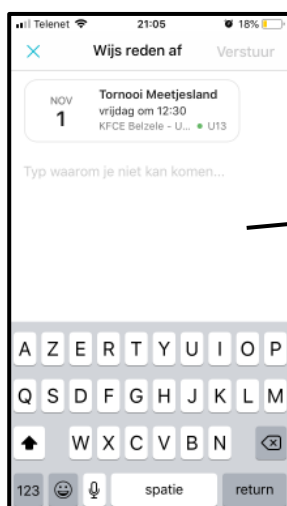 Telenet 21:05 18%
Wijs reden af Verstuur
NOV
1
Tornooi Meetjesland
vrijdag om 12:30
KFCE Belzele - U... U13
Typ waarom je niet kan komen...
A Z E R T Y U I O P
Q S D F G H J K L M
W X C V B N
123 spatie return